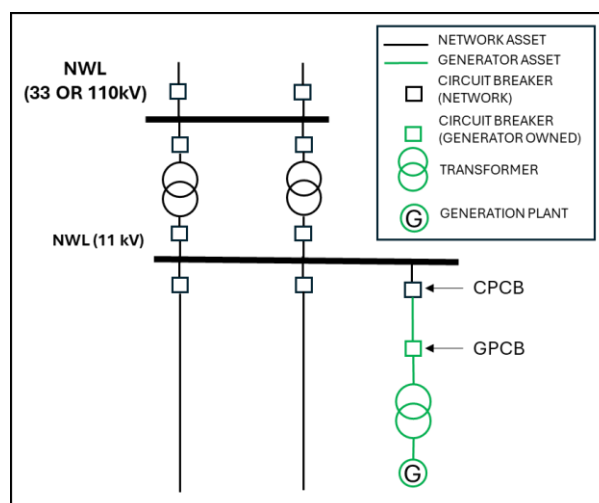 NWL
(33 OR 110kV)
NWL (11 kV)
NETWORK ASSET
GENERATOR ASSET
CIRCUIT BREAKER
(NETWORK)
CIRCUIT BREAKER
(GENERATOR OWNED)
TRANSFORMER
G
GENERATION PLANT
CPCB
GPCB
G